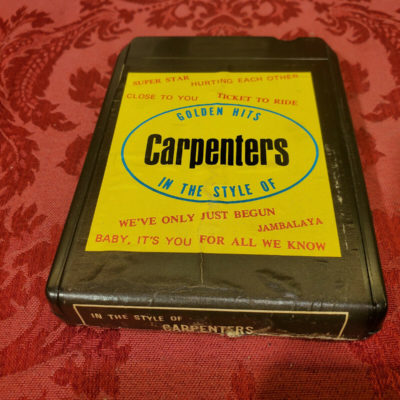 SUPER STAR HURTING EACH OTHER
CLOSE TO YOU TICKET TO RIDE
GOLDEN HITS
Carpenters
IN THE STYLE OF
WE'VE ONLY JUST BEGUN
JAMBALAYA
BABY, IT'S YOU FOR ALL WE KNOW
IN THE STYLE OF
CARPENTERS